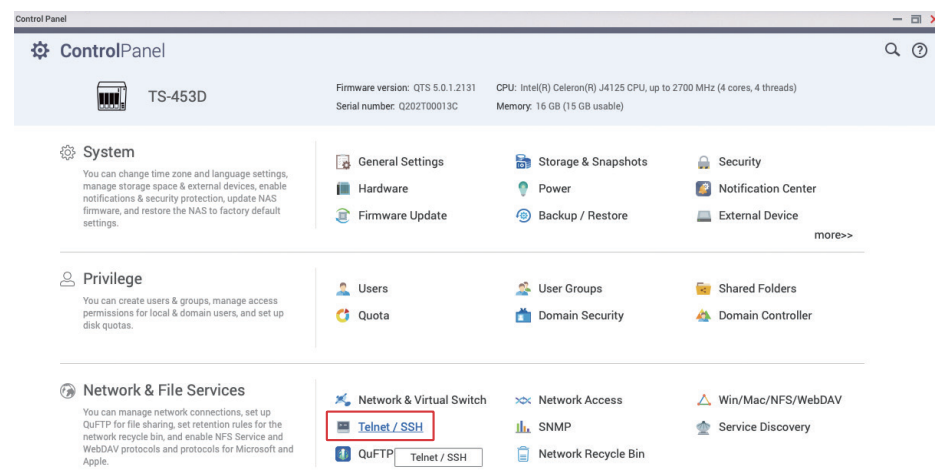 Control Panel
ControlPanel
TS-453D
Firmware version: QTS 5.0.1.2131 CPU: Intel(R) Celeron(R) J4125 CPU, up to 2700 MHz (4 cores, 4 threads)
Serial number: Q202T00013C Memory: 16 GB (15 GB usable)
System
You can change time zone and language settings,
manage storage space & external devices, enable
notifications & security protection, update NAS
firmware, and restore the NAS to factory default
settings.
General Settings Storage & Snapshots Security
Hardware Power Notification Center
Firmware Update Backup / Restore External Device
more>>
Privilege
You can create users & groups, manage access
permissions for local & domain users, and set up
disk quotas.
Users User Groups Shared Folders
Quota Domain Security Domain Controller
Network & File Services
You can manage network connections, set up
QuFTP for file sharing, set retention rules for the
network recycle bin, and enable NFS Service and
WebDAV protocols and protocols for Microsoft and
Apple.
Network & Virtual Switch Network Access Win/Mac/NFS/WebDAV
Telnet / SSH SNMP Service Discovery
QuFTP Telnet / SSH Network Recycle Bin